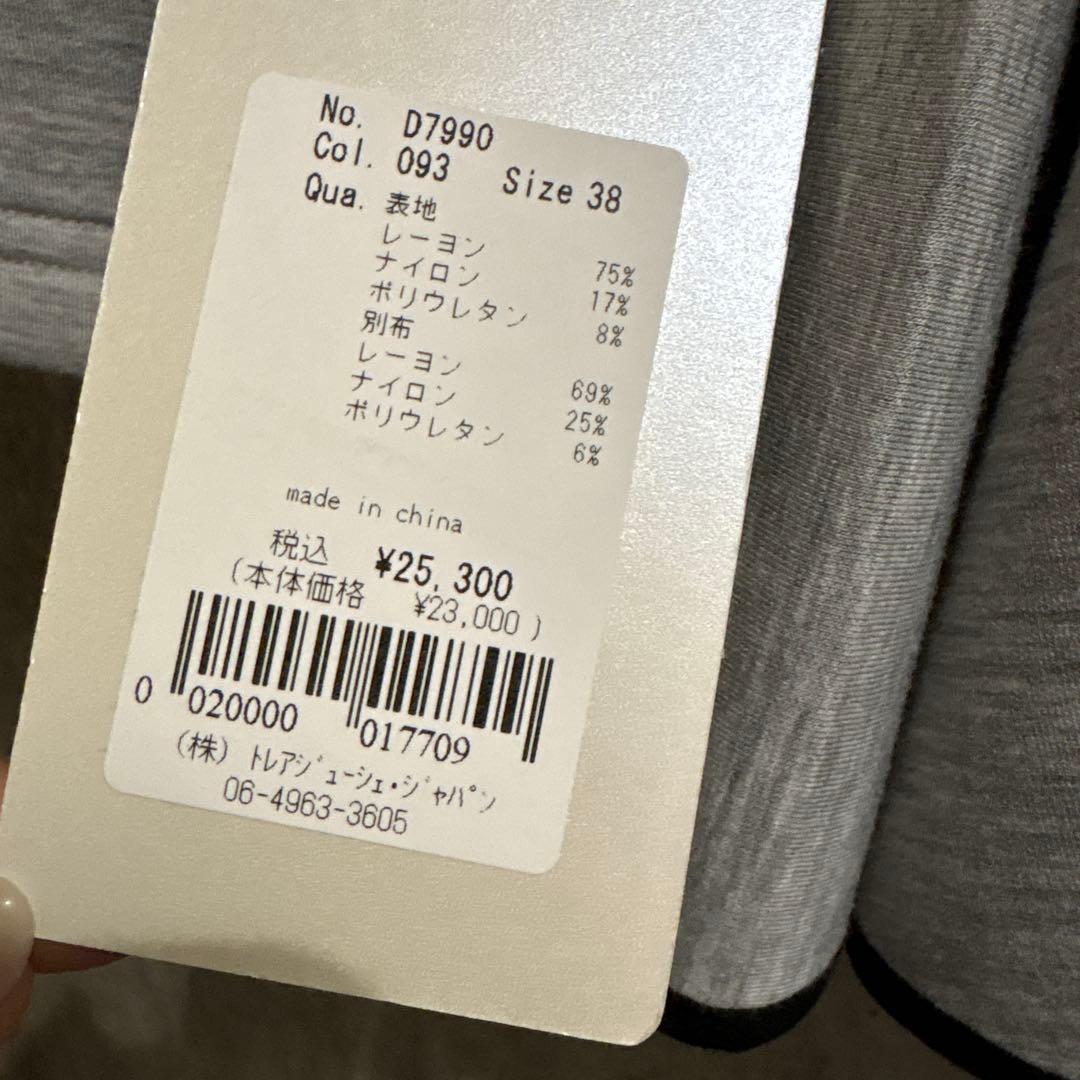 No. D7990
Col. 093 Size 38
Qua. 表地
レーヨン 75%
ナイロン 17%
ポリウレタン 8%
別布
レーヨン 69%
ナイロン 25%
ポリウレタン 6%
made in china
税込 ¥25,300
(本体価格 ¥23,000)
0 020000 017709
(株) ﾄﾚｱｼﾞｭｰｼｪ・ｼﾞｬﾊﾟﾝ
06-4963-3605